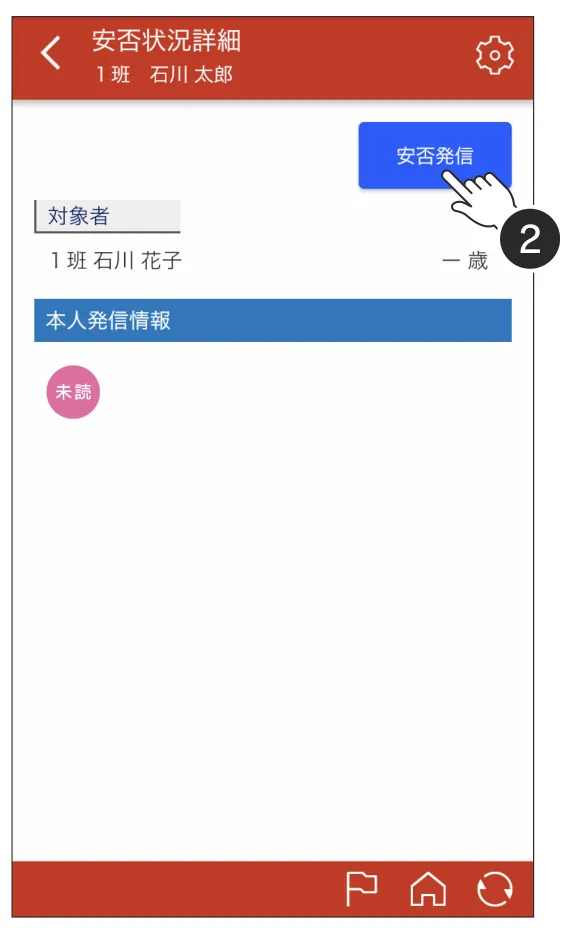 安否状況詳細
1班　石川 太郎
安否発信
2
対象者
1班 石川 花子　ー 歳
本人発信情報
未読